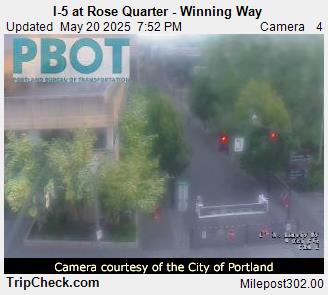 I-5 at Rose Quarter - Winning Way
Updated May 20 2025 7:52 PM Camera 4
PBOT
PORTLAND BUREAU OF TRANSPORTATION
Camera courtesy of the City of Portland
TripCheck.com Milepost302.00